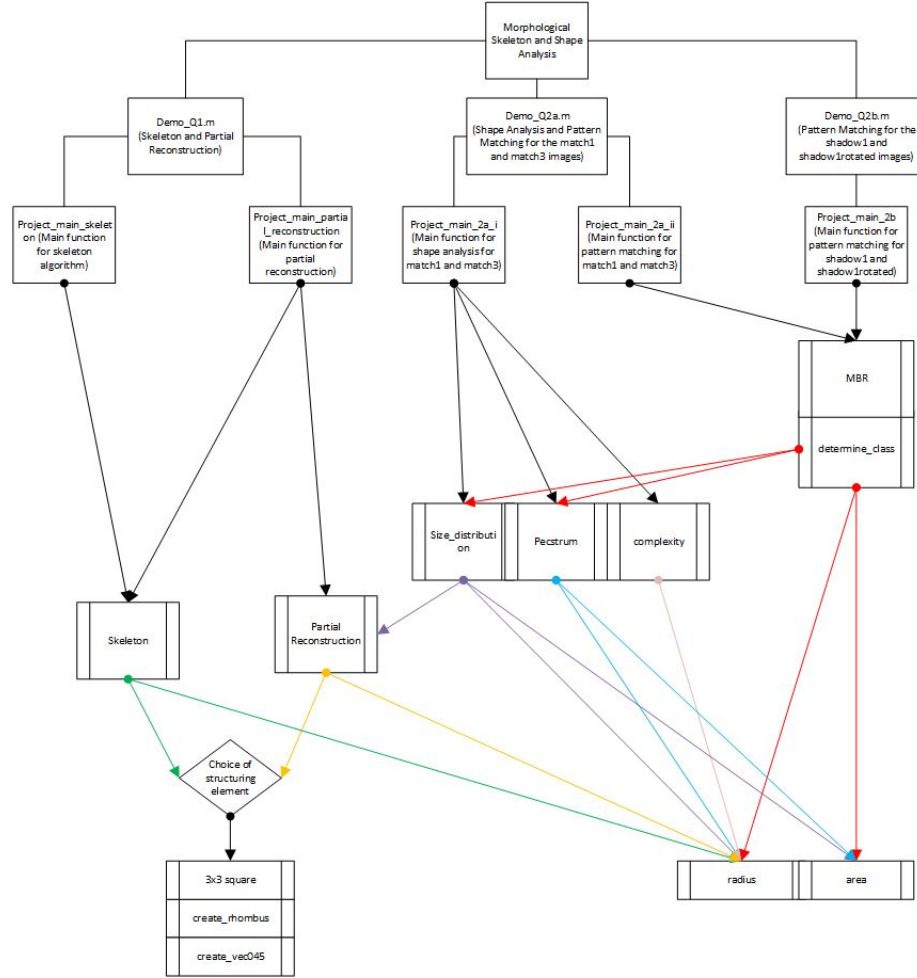 Morphological
Skeleton and Shape
Analysis
Demo_Q1.m
(Skeleton and Partial
Reconstruction)
Demo_Q2a.m
(Shape Analysis and Pattern
Matching for the match1
and match3 images)
Demo_Q2b.m
(Pattern Matching for the
shadow1 and
shadow1rotated images)
Project_main_skelet
on (Main function
for skeleton
algorithm)
Project_main_partia
l_reconstruction
(Main function for
partial
reconstruction)
Project_main_2a_i
(Main function for
shape analysis for
match1 and match3)
Project_main_2a_ii
(Main function for
pattern matching for
match1 and match3)
Project_main_2b
(Main function for
pattern matching for
shadow1 and
shadow1rotated)
MBR
determine_class
Size_distributi
on
Pecstrum
complexity
Skeleton
Partial
Reconstruction
Choice of
structuring
element
3x3 square
create_rhombus
create_vec045
radius
area